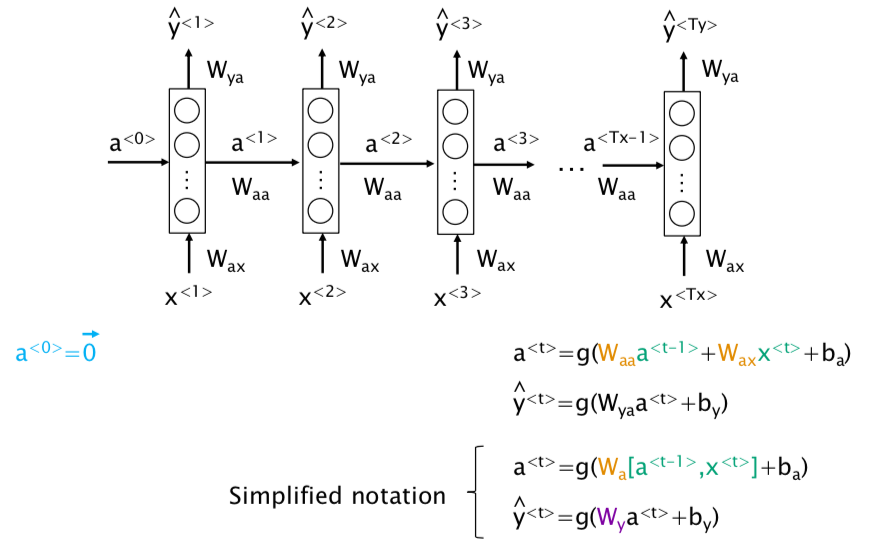 ŷ<1> ŷ<2> ŷ<3> ŷ<Ty>
Wya Wya Wya Wya
a<0> a<1> a<2> a<3> ... a<Tx-1>
Waa Waa Waa Waa
Wax Wax Wax Wax
x<1> x<2> x<3> x<Tx>
a<0>=0⃗
a<t>=g(Waaa<t-1>+Waxx<t>+ba)
ŷ<t>=g(Wyaa<t>+by)
a<t>=g(Wa[a<t-1>,x<t>]+ba)
Simplified notation
ŷ<t>=g(Wya<t>+by)